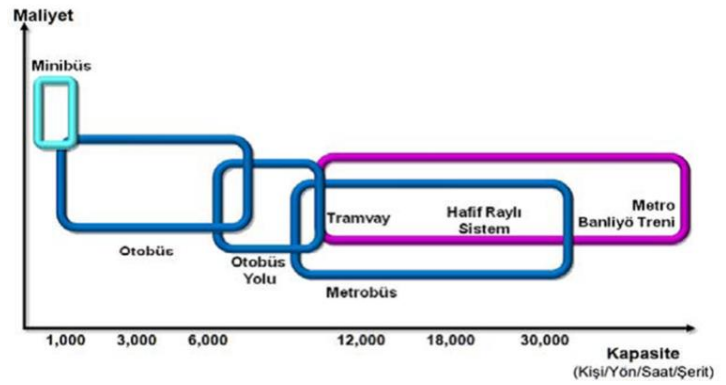 Maliyet
Minibüs
Otobüs
Otobüs
Yolu
Metrobüs
Tramvay
Hafif Raylı
Sistem
Metro
Banliyö Treni
1,000
3,000
6,000
12,000
18,000
30,000
Kapasite
(Kişi/Yön/Saat/Şerit)